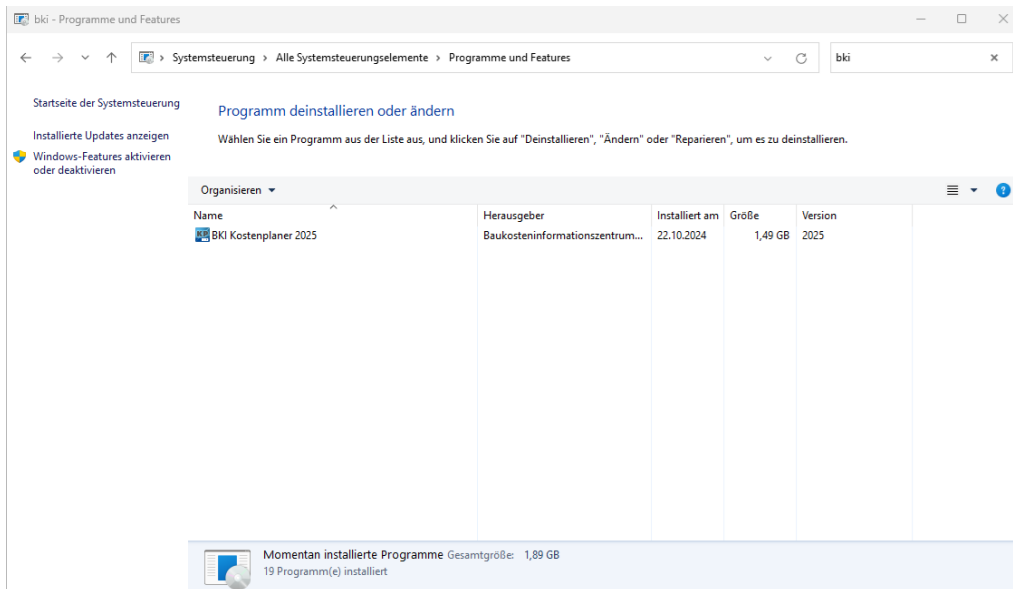 bki - Programme und Features
Systemsteuerung > Alle Systemsteuerungselemente > Programme und Features
bki
Startseite der Systemsteuerung
Installierte Updates anzeigen
Windows-Features aktivieren
oder deaktivieren
Programm deinstallieren oder ändern
Wählen Sie ein Programm aus der Liste aus, und klicken Sie auf "Deinstallieren", "Ändern" oder "Reparieren", um es zu deinstallieren.
Organisieren
Name Herausgeber Installiert am Größe Version
BKI Kostenplaner 2025 Baukosteninformationszentrum... 22.10.2024 1,49 GB 2025
Momentan installierte Programme Gesamtgröße: 1,89 GB
19 Programm(e) installiert